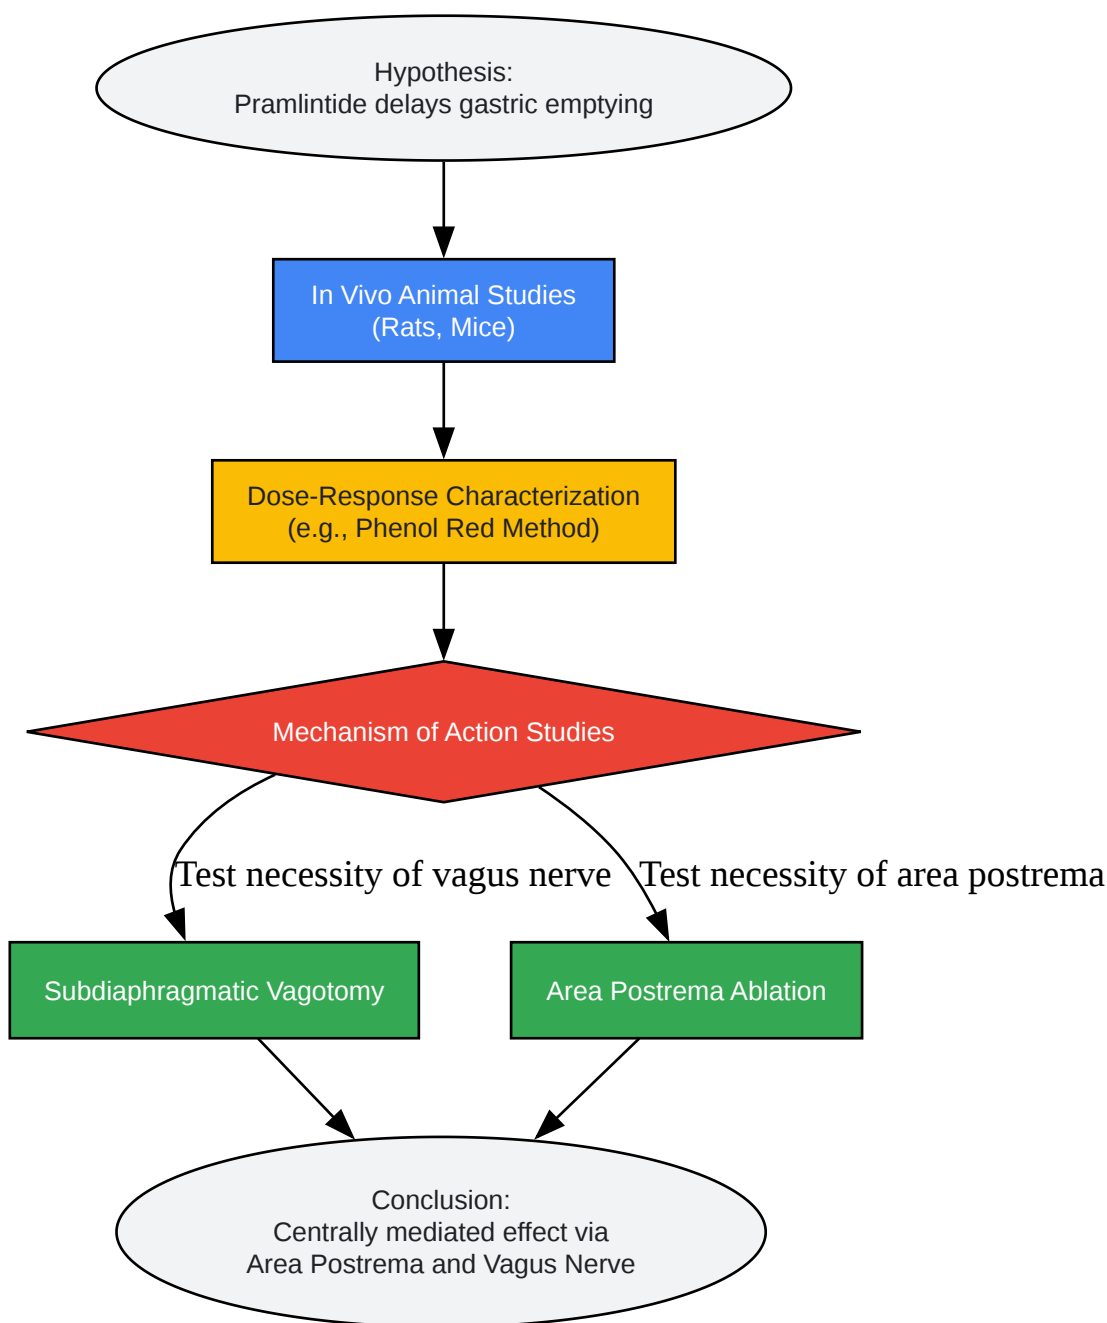 Hypothesis:
Pramlintide delays gastric emptying
In Vivo Animal Studies
(Rats, Mice)
Dose-Response Characterization
(e.g., Phenol Red Method)
Mechanism of Action Studies
Test necessity of vagus nerve
Test necessity of area postrema
Subdiaphragmatic Vagotomy
Area Postrema Ablation
Conclusion:
Centrally mediated effect via
Area Postrema and Vagus Nerve